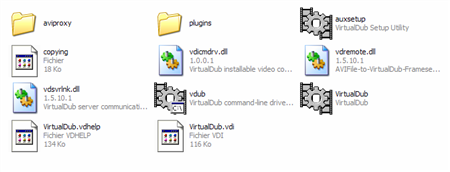 aviproxy
plugins
auxsetup
VirtualDub Setup Utility
copying
Fichier
18 Ko
vdicmdrv.dll
1.0.0.1
VirtualDub installable video co...
vdremote.dll
1.5.10.1
AVIFile-to-VirtualDub-Framese...
vdsvrlnk.dll
1.5.10.1
VirtualDub server communicati...
vdub
VirtualDub command-line drive...
VirtualDub
VirtualDub
VirtualDub.vdhelp
Fichier VDHELP
134 Ko
VirtualDub.vdi
Fichier VDI
116 Ko